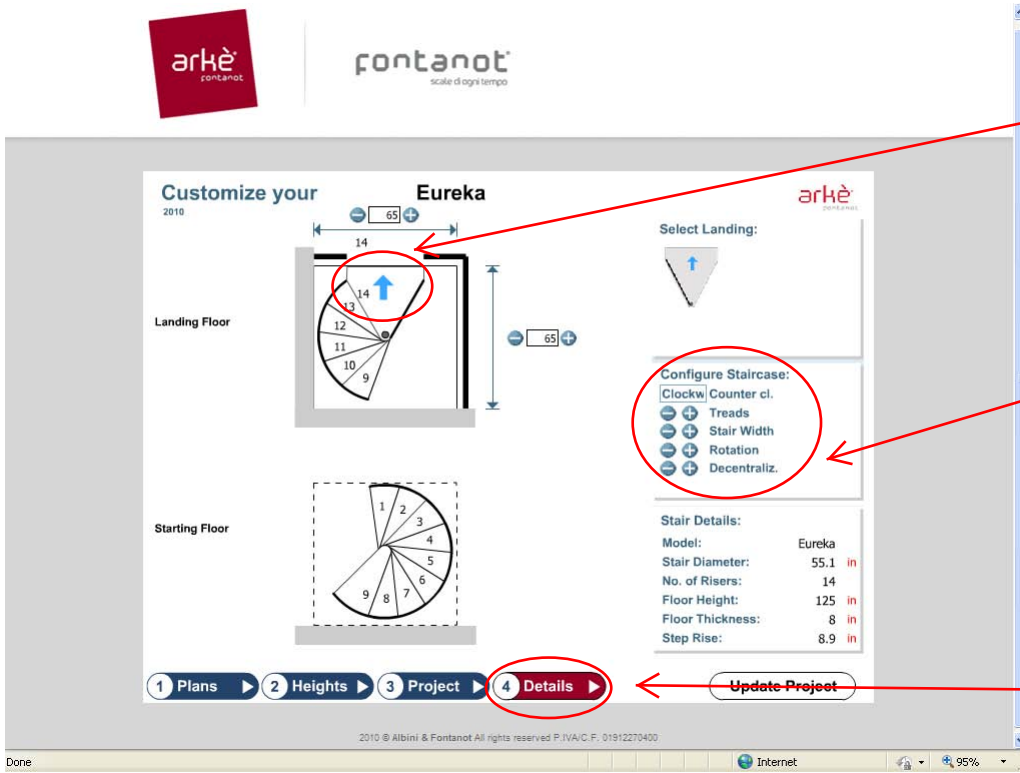 arkè
fontanot
fontanot
scale di ogni tempo
Customize your Eureka
2010
arkè
fontanot
65
14
Select Landing:
14
13
12
11
10
9
Landing Floor
65
Configure Staircase:
Clockw Counter cl.
Treads
Stair Width
Rotation
Decentraliz.
Starting Floor
1
2
3
4
5
6
7
8
9
Stair Details:
Model: Eureka
Stair Diameter: 55.1 in
No. of Risers: 14
Floor Height: 125 in
Floor Thickness: 8 in
Step Rise: 8.9 in
1 Plans 2 Heights 3 Project 4 Details Update Project
2010 © Albini & Fontanot All rights reserved P.IVA/C.F. 01912270400
Done Internet 95%